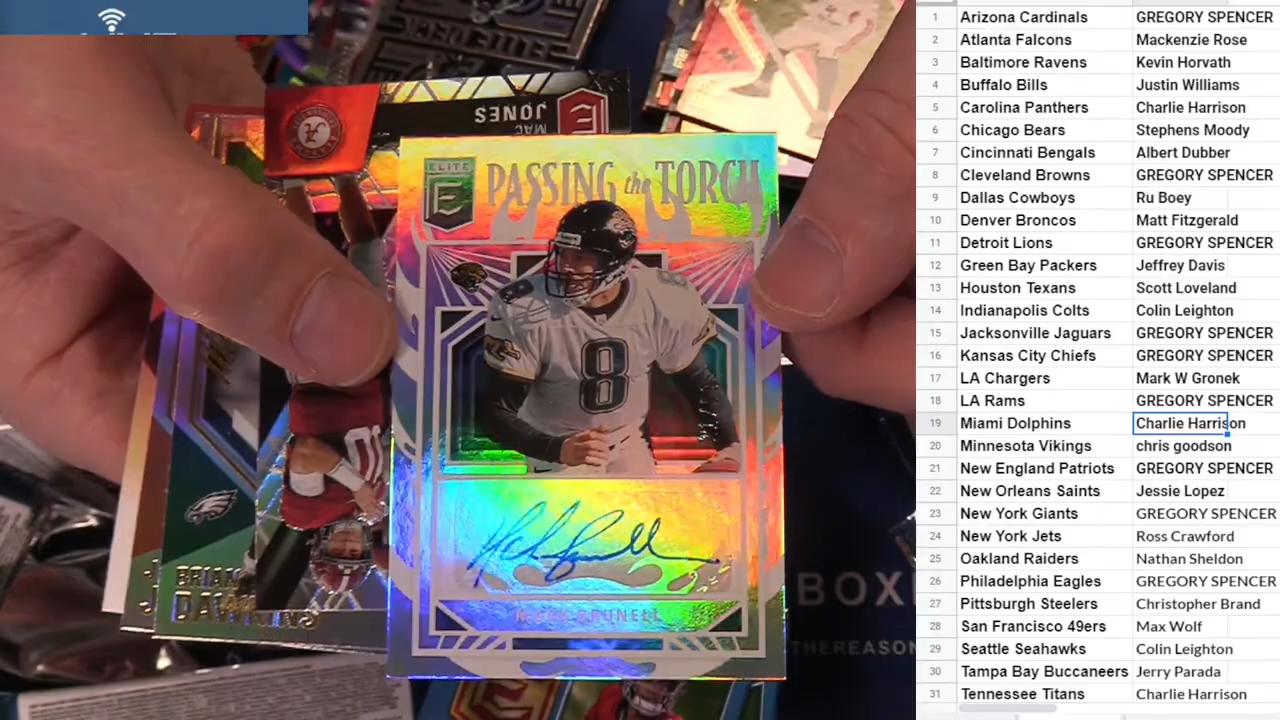 MAC
JONES
ELITE
E
PASSING the TORCH
8
MARK BRUNELL
BRIAN
DAWKINS
BOX
THEREASON
1 Arizona Cardinals GREGORY SPENCER
2 Atlanta Falcons Mackenzie Rose
3 Baltimore Ravens Kevin Horvath
4 Buffalo Bills Justin Williams
5 Carolina Panthers Charlie Harrison
6 Chicago Bears Stephens Moody
7 Cincinnati Bengals Albert Dubber
8 Cleveland Browns GREGORY SPENCER
9 Dallas Cowboys Ru Boey
10 Denver Broncos Matt Fitzgerald
11 Detroit Lions GREGORY SPENCER
12 Green Bay Packers Jeffrey Davis
13 Houston Texans Scott Loveland
14 Indianapolis Colts Colin Leighton
15 Jacksonville Jaguars GREGORY SPENCER
16 Kansas City Chiefs GREGORY SPENCER
17 LA Chargers Mark W Gronek
18 LA Rams GREGORY SPENCER
19 Miami Dolphins Charlie Harrison
20 Minnesota Vikings chris goodson
21 New England Patriots GREGORY SPENCER
22 New Orleans Saints Jessie Lopez
23 New York Giants GREGORY SPENCER
24 New York Jets Ross Crawford
25 Oakland Raiders Nathan Sheldon
26 Philadelphia Eagles GREGORY SPENCER
27 Pittsburgh Steelers Christopher Brand
28 San Francisco 49ers Max Wolf
29 Seattle Seahawks Colin Leighton
30 Tampa Bay Buccaneers Jerry Parada
31 Tennessee Titans Charlie Harrison